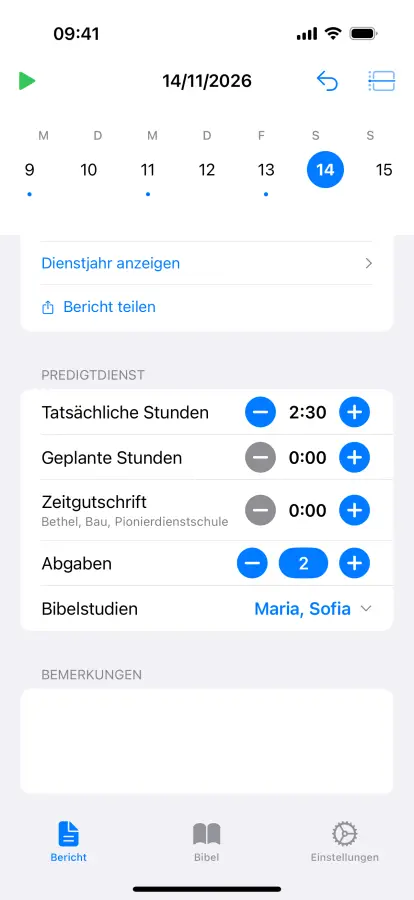 09:41
14/11/2026
M D M D F S S
9 10 11 12 13 14 15
Dienstjahr anzeigen
Bericht teilen
PREDIGTDIENST
Tatsächliche Stunden 2:30
Geplante Stunden 0:00
Zeitgutschrift 0:00
Bethel, Bau, Pionierdienstschule
Abgaben 2
Bibelstudien Maria, Sofia
BEMERKUNGEN
Bericht Bibel Einstellungen